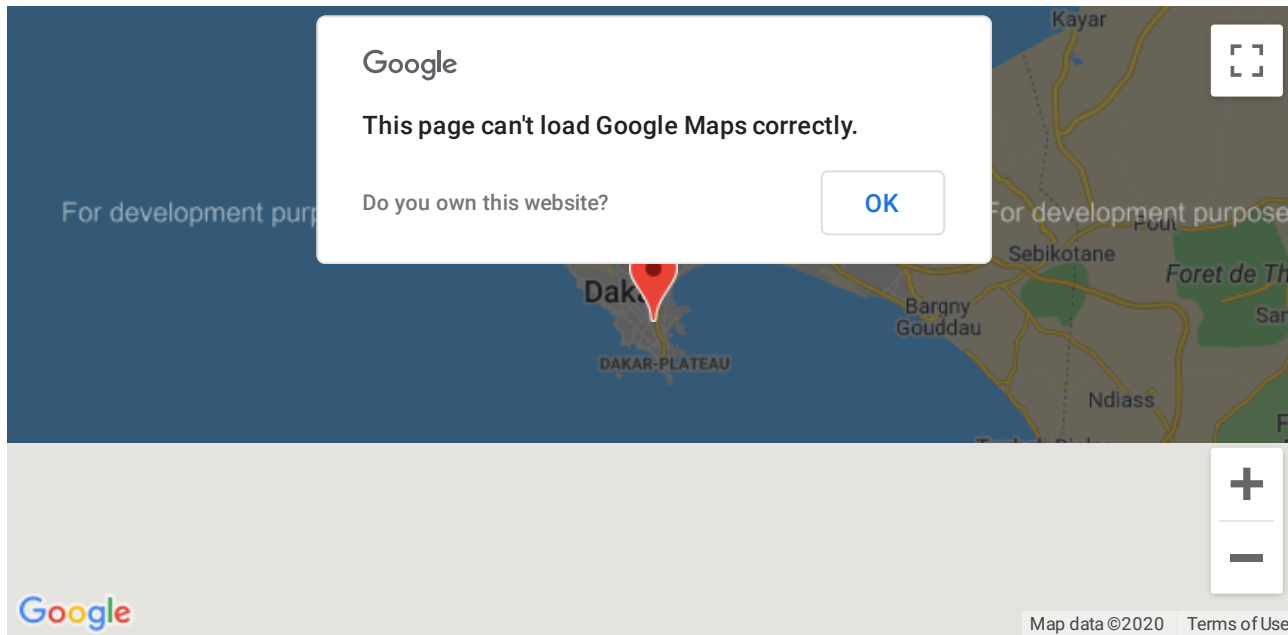 Kayar
Google
This page can't load Google Maps correctly.
Do you own this website?
OK
For development purp
For development purpose
Pout
Sebikotane
Foret de Th
Dak
Bargny
Gouddau
San
DAKAR-PLATEAU
Ndiass
F
Google
Map data ©2020
Terms of Use